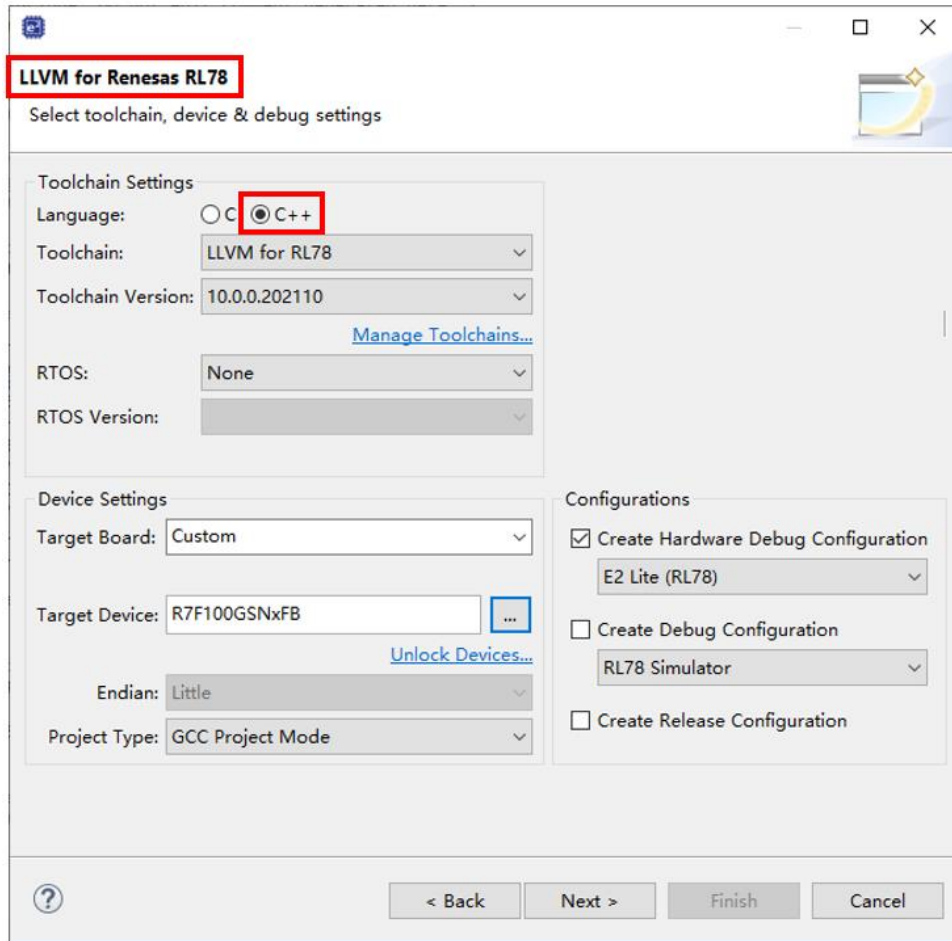 LLVM for Renesas RL78
Select toolchain, device & debug settings
Toolchain Settings
Language: C C++
Toolchain: LLVM for RL78
Toolchain Version: 10.0.0.202110
Manage Toolchains...
RTOS: None
RTOS Version:
Device Settings
Target Board: Custom
Target Device: R7F100GSNxFB ...
Unlock Devices...
Endian: Little
Project Type: GCC Project Mode
Configurations
Create Hardware Debug Configuration
E2 Lite (RL78)
Create Debug Configuration
RL78 Simulator
Create Release Configuration
? < Back Next > Finish Cancel